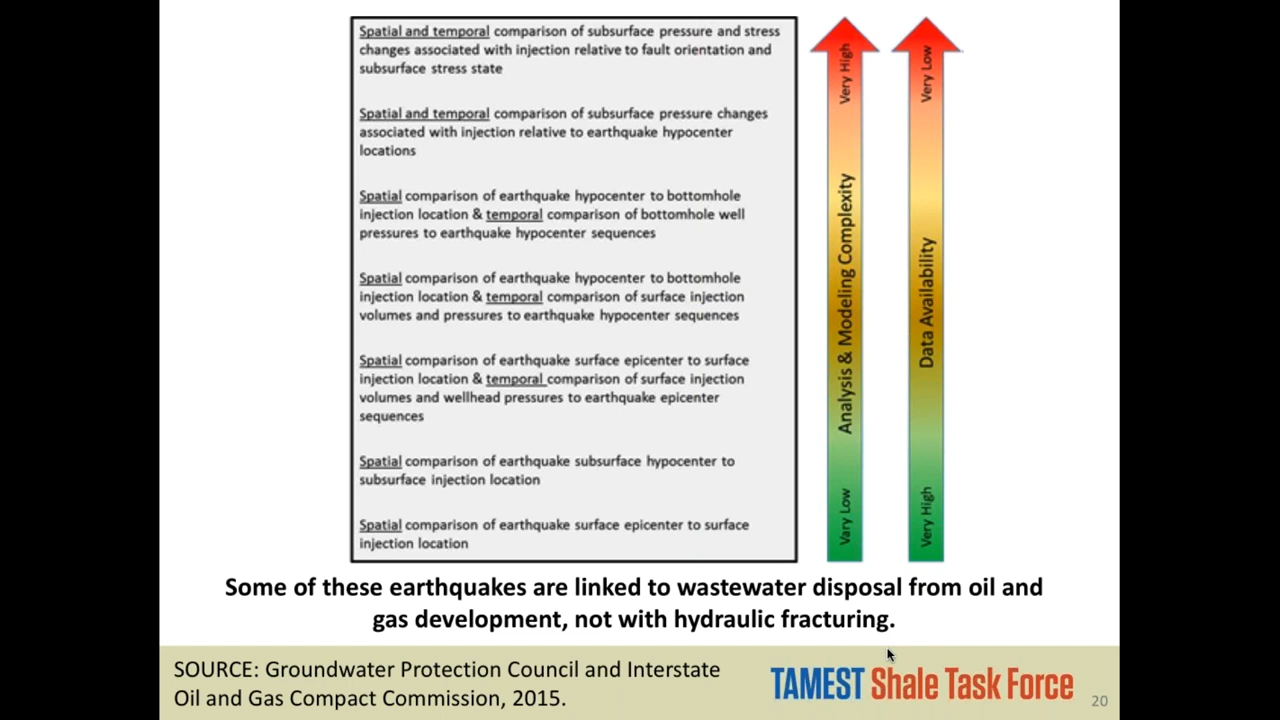 Spatial and temporal comparison of subsurface pressure and stress
changes associated with injection relative to fault orientation and
subsurface stress state
Spatial and temporal comparison of subsurface pressure changes
associated with injection relative to earthquake hypocenter
locations
Spatial comparison of earthquake hypocenter to bottomhole
injection location & temporal comparison of bottomhole well
pressures to earthquake hypocenter sequences
Spatial comparison of earthquake hypocenter to bottomhole
injection location & temporal comparison of surface injection
volumes and pressures to earthquake hypocenter sequences
Spatial comparison of earthquake surface epicenter to surface
injection location & temporal comparison of surface injection
volumes and wellhead pressures to earthquake epicenter
sequences
Spatial comparison of earthquake subsurface hypocenter to
subsurface injection location
Spatial comparison of earthquake surface epicenter to surface
injection location
Very High
Analysis & Modeling Complexity
Vary Low
Very Low
Data Availability
Very High
Some of these earthquakes are linked to wastewater disposal from oil and
gas development, not with hydraulic fracturing.
SOURCE: Groundwater Protection Council and Interstate
Oil and Gas Compact Commission, 2015.
TAMEST Shale Task Force
20